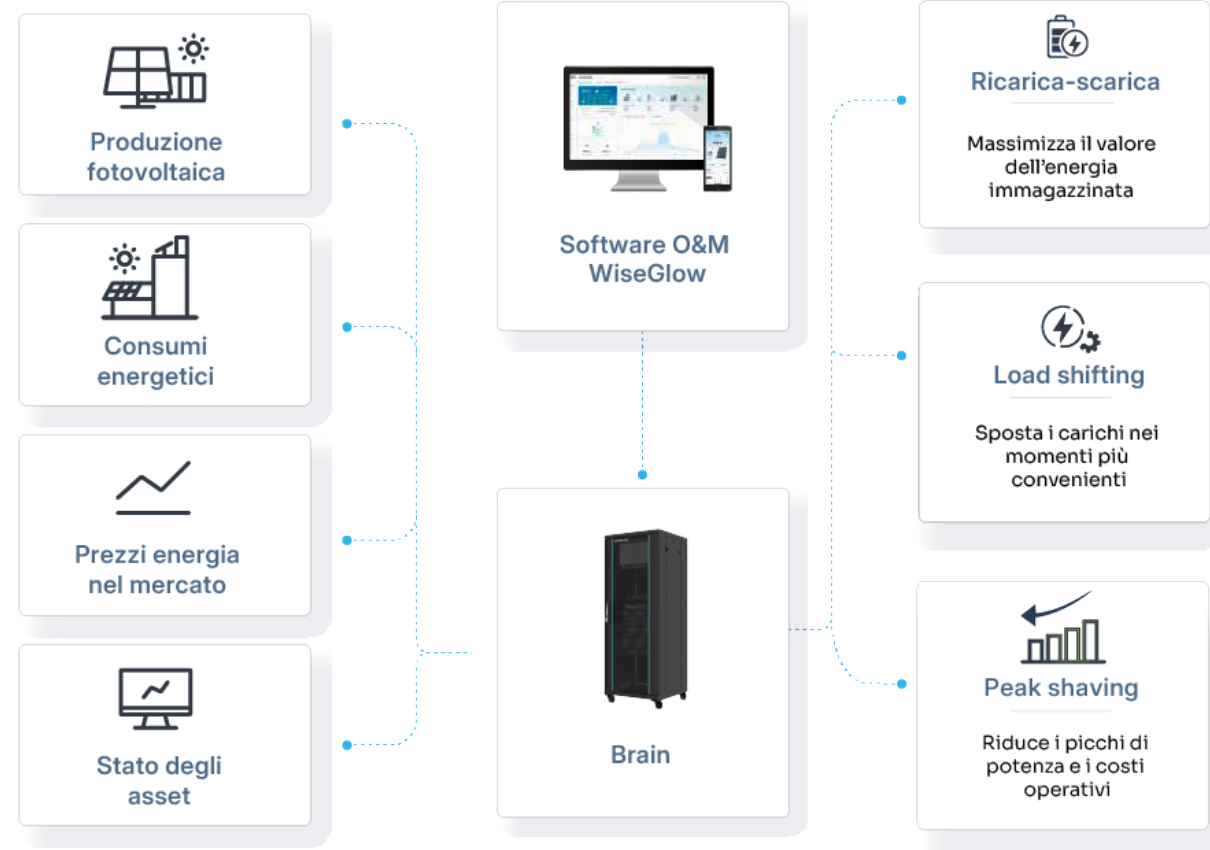 Produzione
fotovoltaica
Consumi
energetici
Prezzi energia
nel mercato
Stato degli
asset
Software O&M
WiseGlow
Brain
Ricarica-scarica
Massimizza il valore
dell’energia
immagazzinata
Load shifting
Sposta i carichi nei
momenti più
convenienti
Peak shaving
Riduce i picchi di
potenza e i costi
operativi